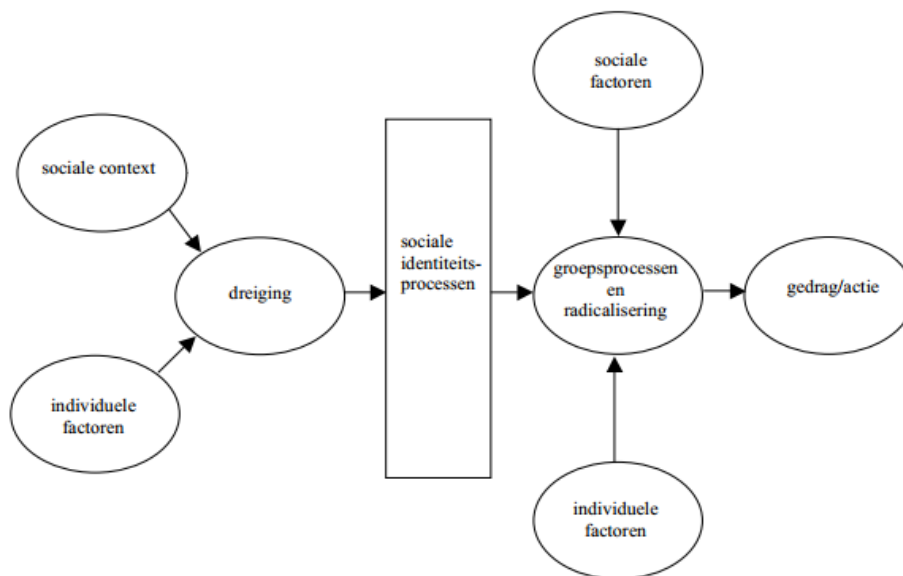 sociale
factoren
sociale context
sociale
identiteits-
processen
dreiging
groepsprocessen
en
radicalisering
gedrag/actie
individuele
factoren
individuele
factoren